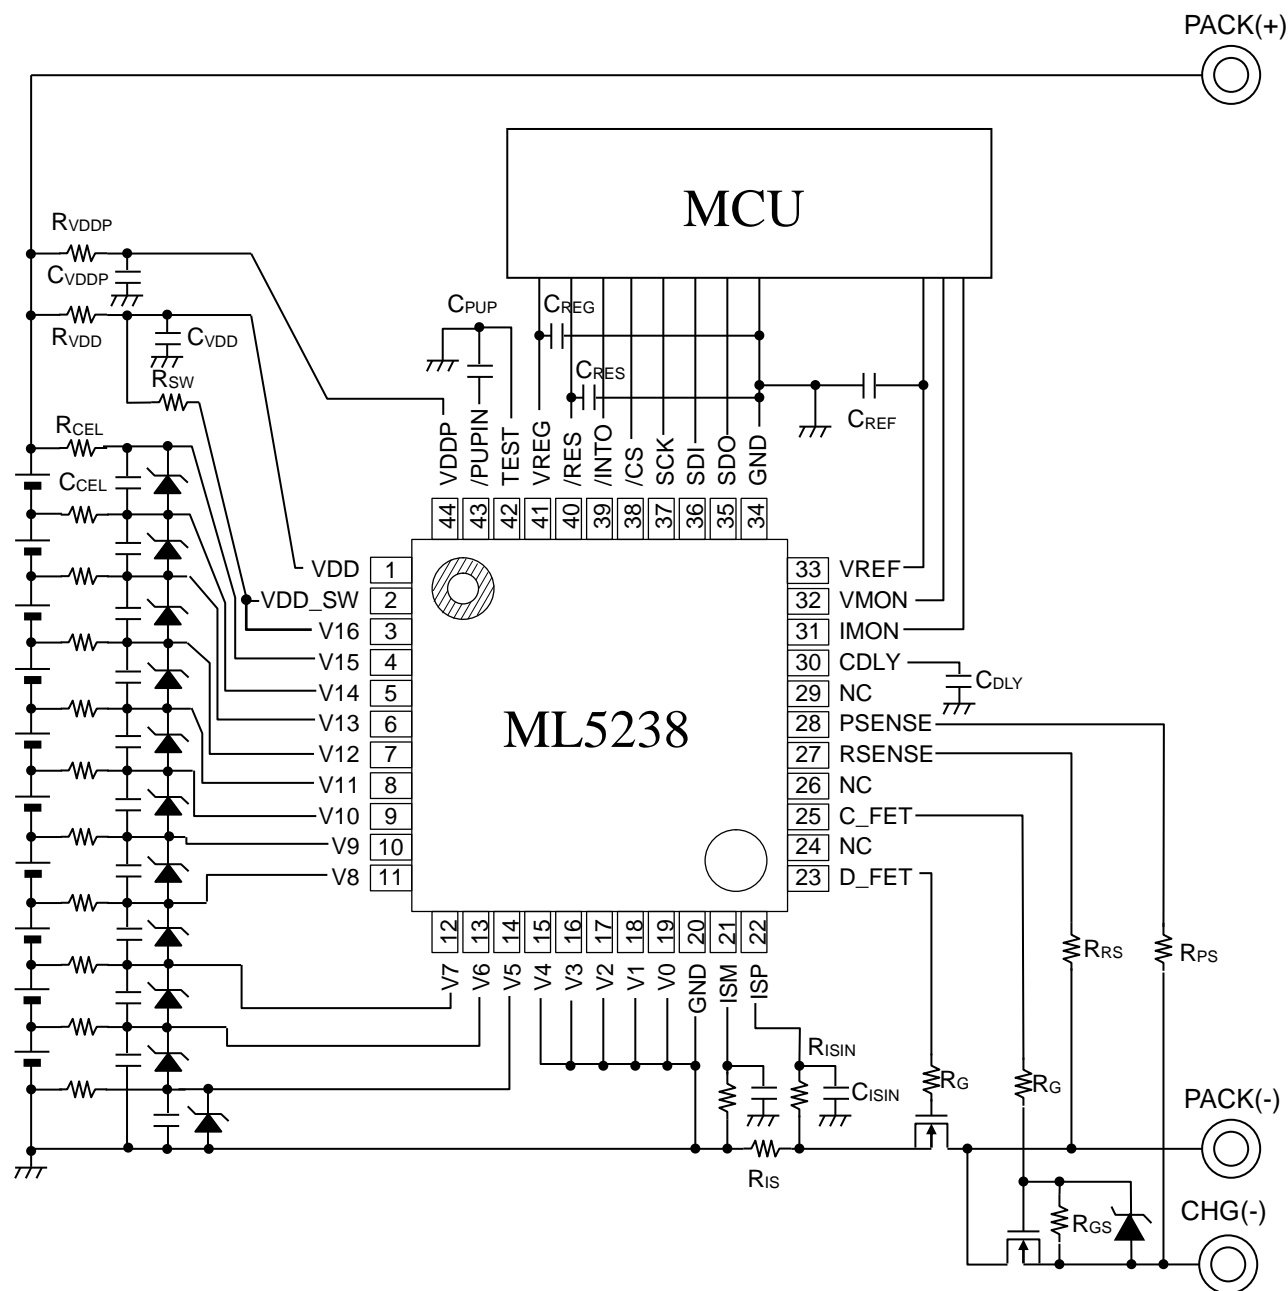 PACK(+)
MCU
RVDDP
CVDDP
RVDD
CVDD
RSW
RCEL
CCEL
CPUP
CREG
CRES
CREF
VDDP
/PUPIN
TEST
VREG
/RES
/INTO
/CS
SCK
SDI
SDO
GND
44
43
42
41
40
39
38
37
36
35
34
VDD 1
VDD_SW 2
V16 3
V15 4
V14 5
V13 6
V12 7
V11 8
V10 9
V9 10
V8 11
ML5238
33 VREF
32 VMON
31 IMON
30 CDLY
CDLY
29 NC
28 PSENSE
27 RSENSE
26 NC
25 C_FET
24 NC
23 D_FET
12
13
14
15
16
17
18
19
20
21
22
V7
V6
V5
V4
V3
V2
V1
V0
GND
ISM
ISP
RRS
RPS
RISIN
CISIN
RG
RG
RIS
PACK(-)
RGS
CHG(-)